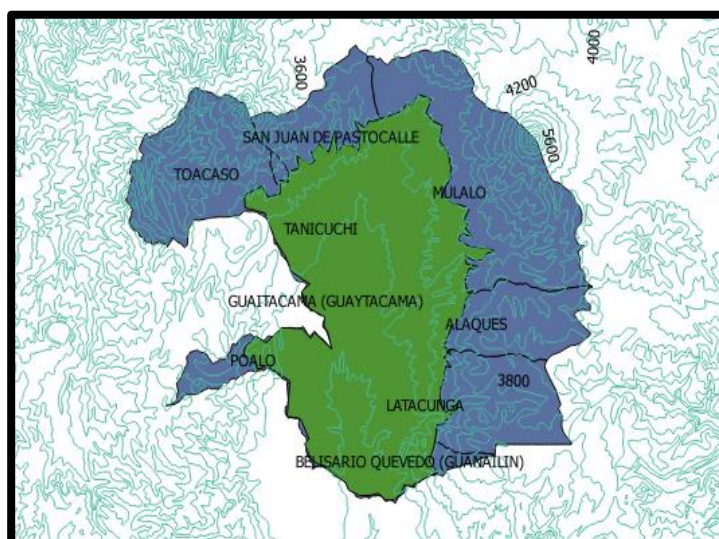 4000
3600
4200
5600
SAN JUAN DE PASTOCALLE
TOACASO
MULALO
TANICUCHI
GUAITACAMA (GUAYTACAMA)
ALAQUES
POALO
3800
LATACUNGA
BELISARIO QUEVEDO (GUANAILIN)